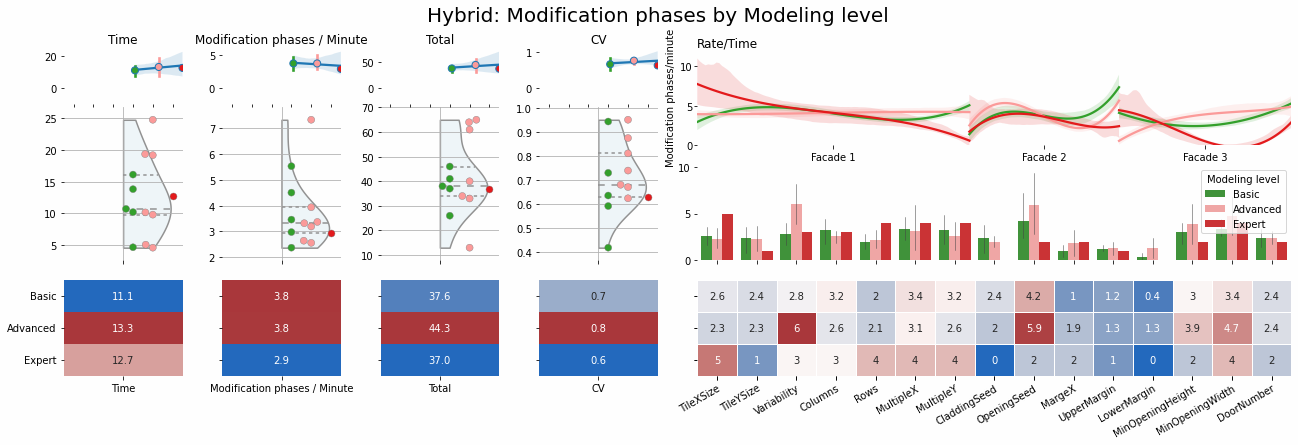 Hybrid: Modification phases by Modeling level
Time
Modification phases / Minute
Total
CV
Rate/Time
20
0
5
0
50
0
1
0
10
5
0
Modification phases/minute
Facade 1
Facade 2
Facade 3
25
20
15
10
5
7
6
5
4
3
2
70
60
50
40
30
20
10
1.0
0.9
0.8
0.7
0.6
0.5
0.4
10
5
0
Modeling level
Basic
Advanced
Expert
Basic 11.1 3.8 37.6 0.7 2.6 2.4 2.8 3.2 2 3.4 3.2 2.4 4.2 1 1.2 0.4 3 3.4 2.4
Advanced 13.3 3.8 44.3 0.8 2.3 2.3 6 2.6 2.1 3.1 2.6 2 5.9 1.9 1.3 1.3 3.9 4.7 2.4
Expert 12.7 2.9 37.0 0.6 5 1 3 3 4 4 4 0 2 2 1 0 2 4 2
Time
Modification phases / Minute
Total
CV
TileXSize
TileYSize
Variability
Columns
Rows
MultipleX
MultipleY
CladdingSeed
OpeningSeed
MargeX
UpperMargin
LowerMargin
MinOpeningHeight
MinOpeningWidth
DoorNumber